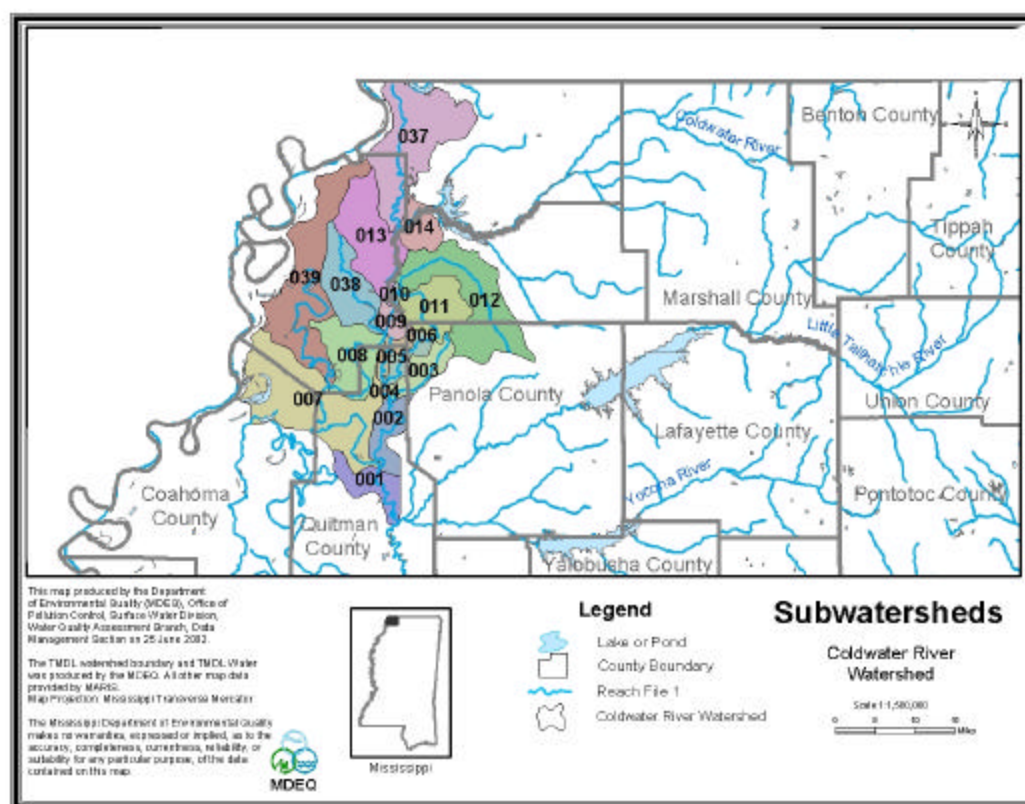 037
Coldwater River
Benton County
013
014
Tippah
County
039
038
010
011
012
Marshall County
009
006
Little Tallahatchie River
008
005
003
Panola County
004
007
002
Union County
Lafayette County
001
Yocona River
Coahoma
County
Quitman
County
Pontotoc County
Yalobusha County
This map produced by the Department
of Environmental Quality (MDEQ), Office of
Pollution Control, Surface Water Division,
Water Quality Assessment Branch, Data
Management Section on 25 June 2002.
The TMDL watershed boundary and TMDL Water
was produced by the MDEQ. All other map data
provided by MARIS.
Map Projection: Mississippi Transverse Mercator
The Mississippi Department of Environmental Quality
makes no warranties, expressed or implied, as to the
accuracy, completeness, currentness, reliability, or
suitability for any particular purpose, of the data
contained on this map.
MDEQ
Mississippi
Legend
Lake or Pond
County Boundary
Reach File 1
Coldwater River Watershed
Subwatersheds
Coldwater River
Watershed
Scale 1:1,500,000
Miles